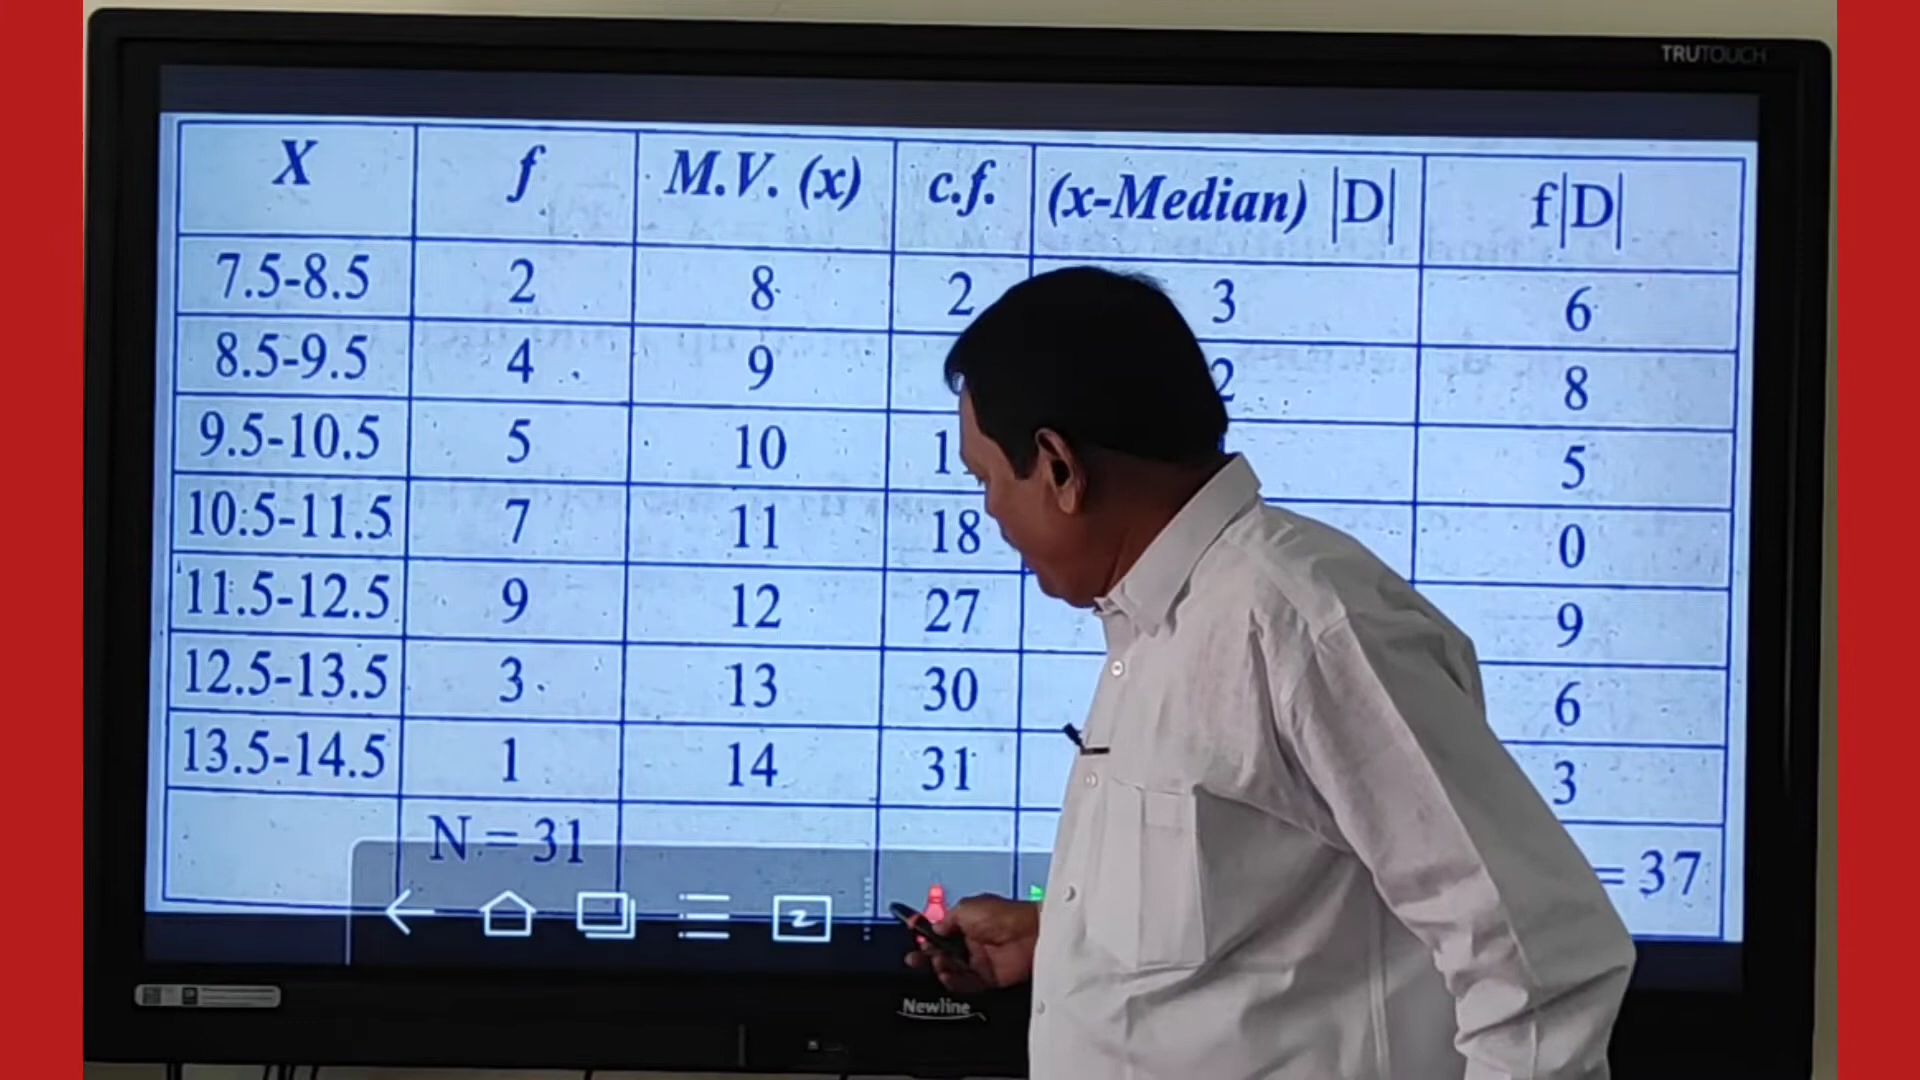 TRUTOUCH
X f M.V. (x) c.f. (x-Median) |D| f|D|
7.5-8.5 2 8 2 3 6
8.5-9.5 4 9 2 8
9.5-10.5 5 10 5
10.5-11.5 7 11 18 0
11.5-12.5 9 12 27 9
12.5-13.5 3 13 30 6
13.5-14.5 1 14 31 3
N = 31 = 37
Newline